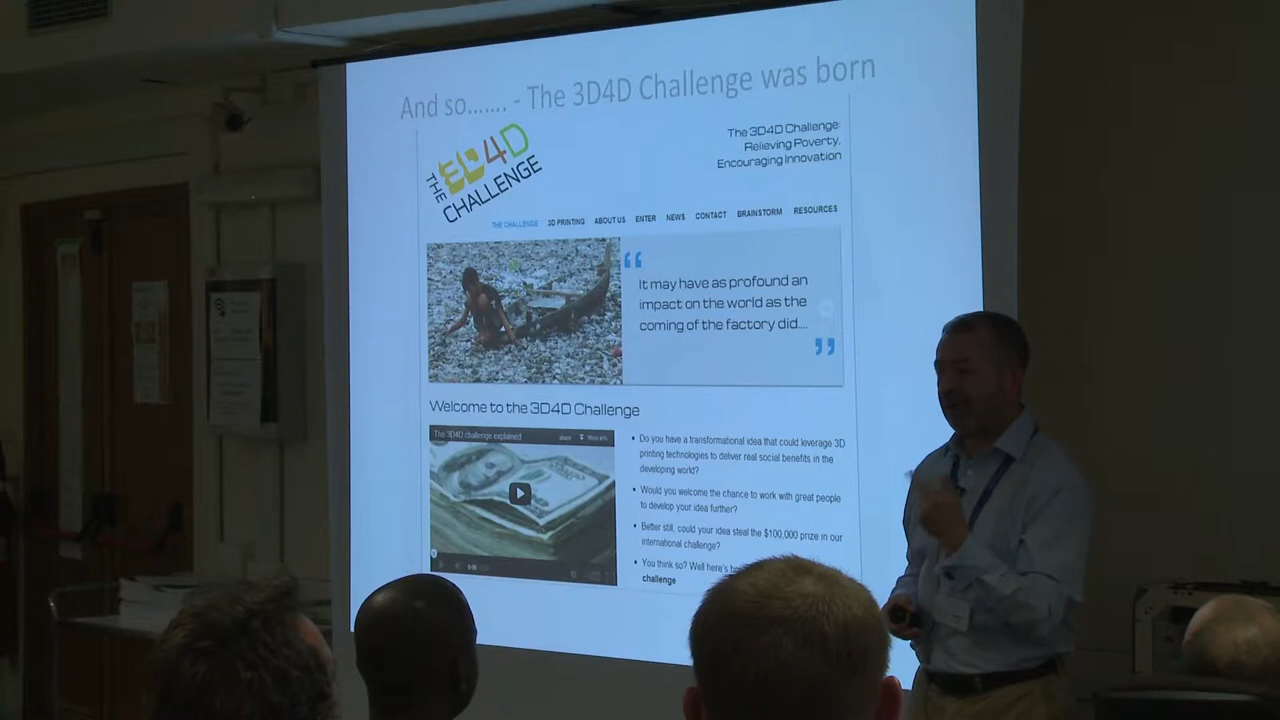 And so....... - The 3D4D Challenge was born
THE 3D4D
CHALLENGE
The 3D4D Challenge:
Relieving Poverty,
Encouraging Innovation
THE CHALLENGE 3D PRINTING ABOUT US ENTER NEWS CONTACT BRAINSTORM RESOURCES
“
It may have as profound an
impact on the world as the
coming of the factory did....
”
Welcome to the 3D4D Challenge
The 3D4D challenge explained share More info
• Do you have a transformational idea that could leverage 3D
printing technologies to deliver real social benefits in the
developing world?
• Would you welcome the chance to work with great people
to develop your idea further?
• Better still, could your idea steal the $100,000 prize in our
international challenge?
• You think so? Well here's
challenge